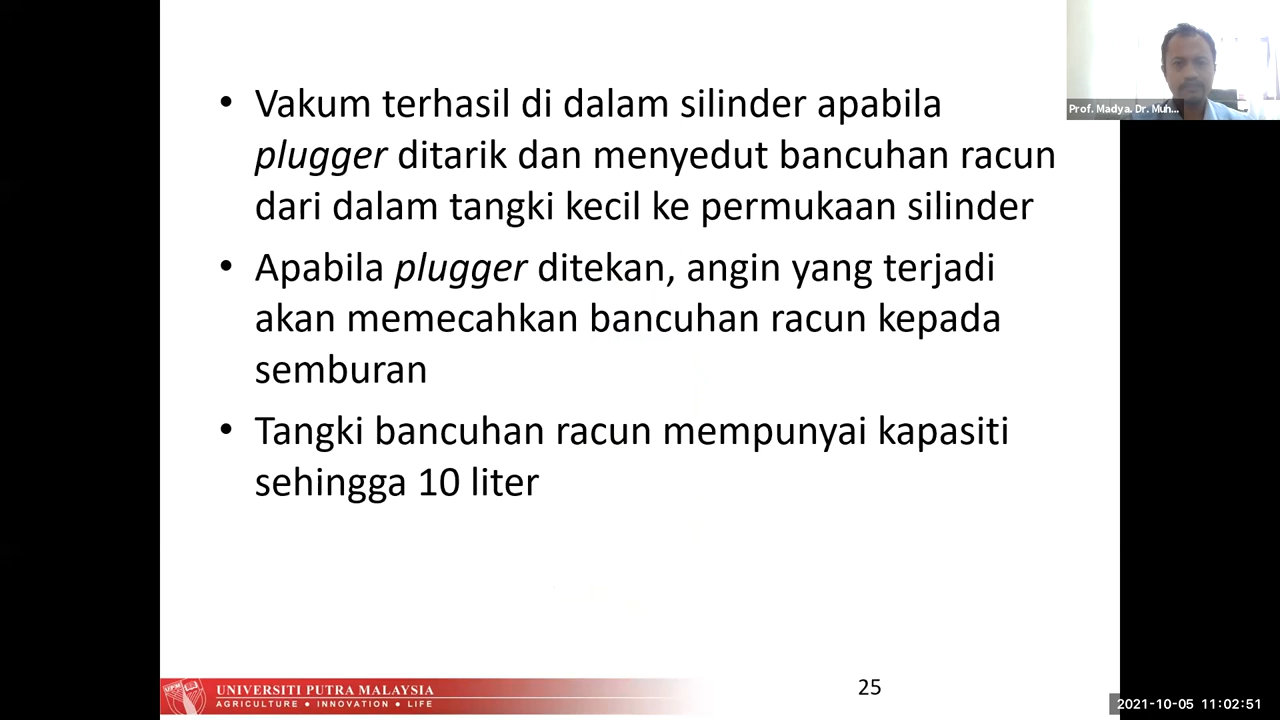 • Vakum terhasil di dalam silinder apabila
plugger ditarik dan menyedut bancuhan racun
dari dalam tangki kecil ke permukaan silinder
• Apabila plugger ditekan, angin yang terjadi
akan memecahkan bancuhan racun kepada
semburan
• Tangki bancuhan racun mempunyai kapasiti
sehingga 10 liter
Prof. Madya. Dr. Muh...
UPM
UNIVERSITI PUTRA MALAYSIA
AGRICULTURE • INNOVATION • LIFE
25
2021-10-05 11:02:51